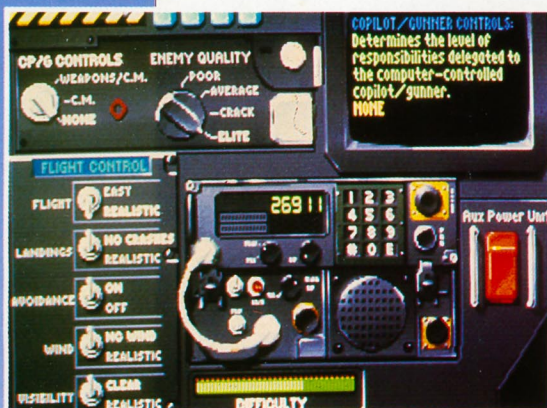 CP/G CONTROLS
WEAPONS/C.M.
C.M.
NONE
ENEMY QUALITY
POOR
AVERAGE
CRACK
ELITE
COPILOT/GUNNER CONTROLS:
Determines the level of
responsibilities delegated to
the computer-controlled
copilot/gunner.
NONE
FLIGHT CONTROL
FLIGHT
EASY
REALISTIC
LANDINGS
NO CRASHES
REALISTIC
AVOIDANCE
ON
OFF
WIND
NO WIND
REALISTIC
VISIBILITY
CLEAR
REALISTIC
26911
1 2 3
4 5 6
7 8 9
0
Aux Power Unit
DIFFICULTY